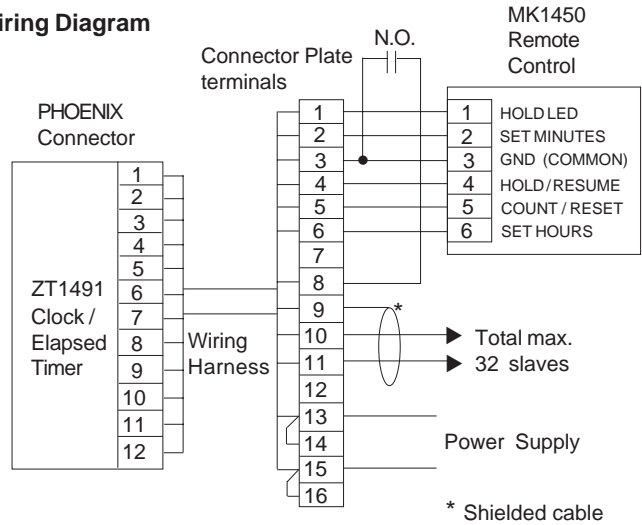 iring Diagram
Connector Plate
terminals
N.O.
MK1450
Remote
Control
PHOENIX
Connector
ZT1491
Clock /
Elapsed
Timer
1
2
3
4
5
6
7
8
9
10
11
12
Wiring
Harness
1
2
3
4
5
6
7
8
9
10
11
12
13
14
15
16
1 HOLD LED
2 SET MINUTES
3 GND (COMMON)
4 HOLD / RESUME
5 COUNT / RESET
6 SET HOURS
*
Total max.
32 slaves
Power Supply
* Shielded cable